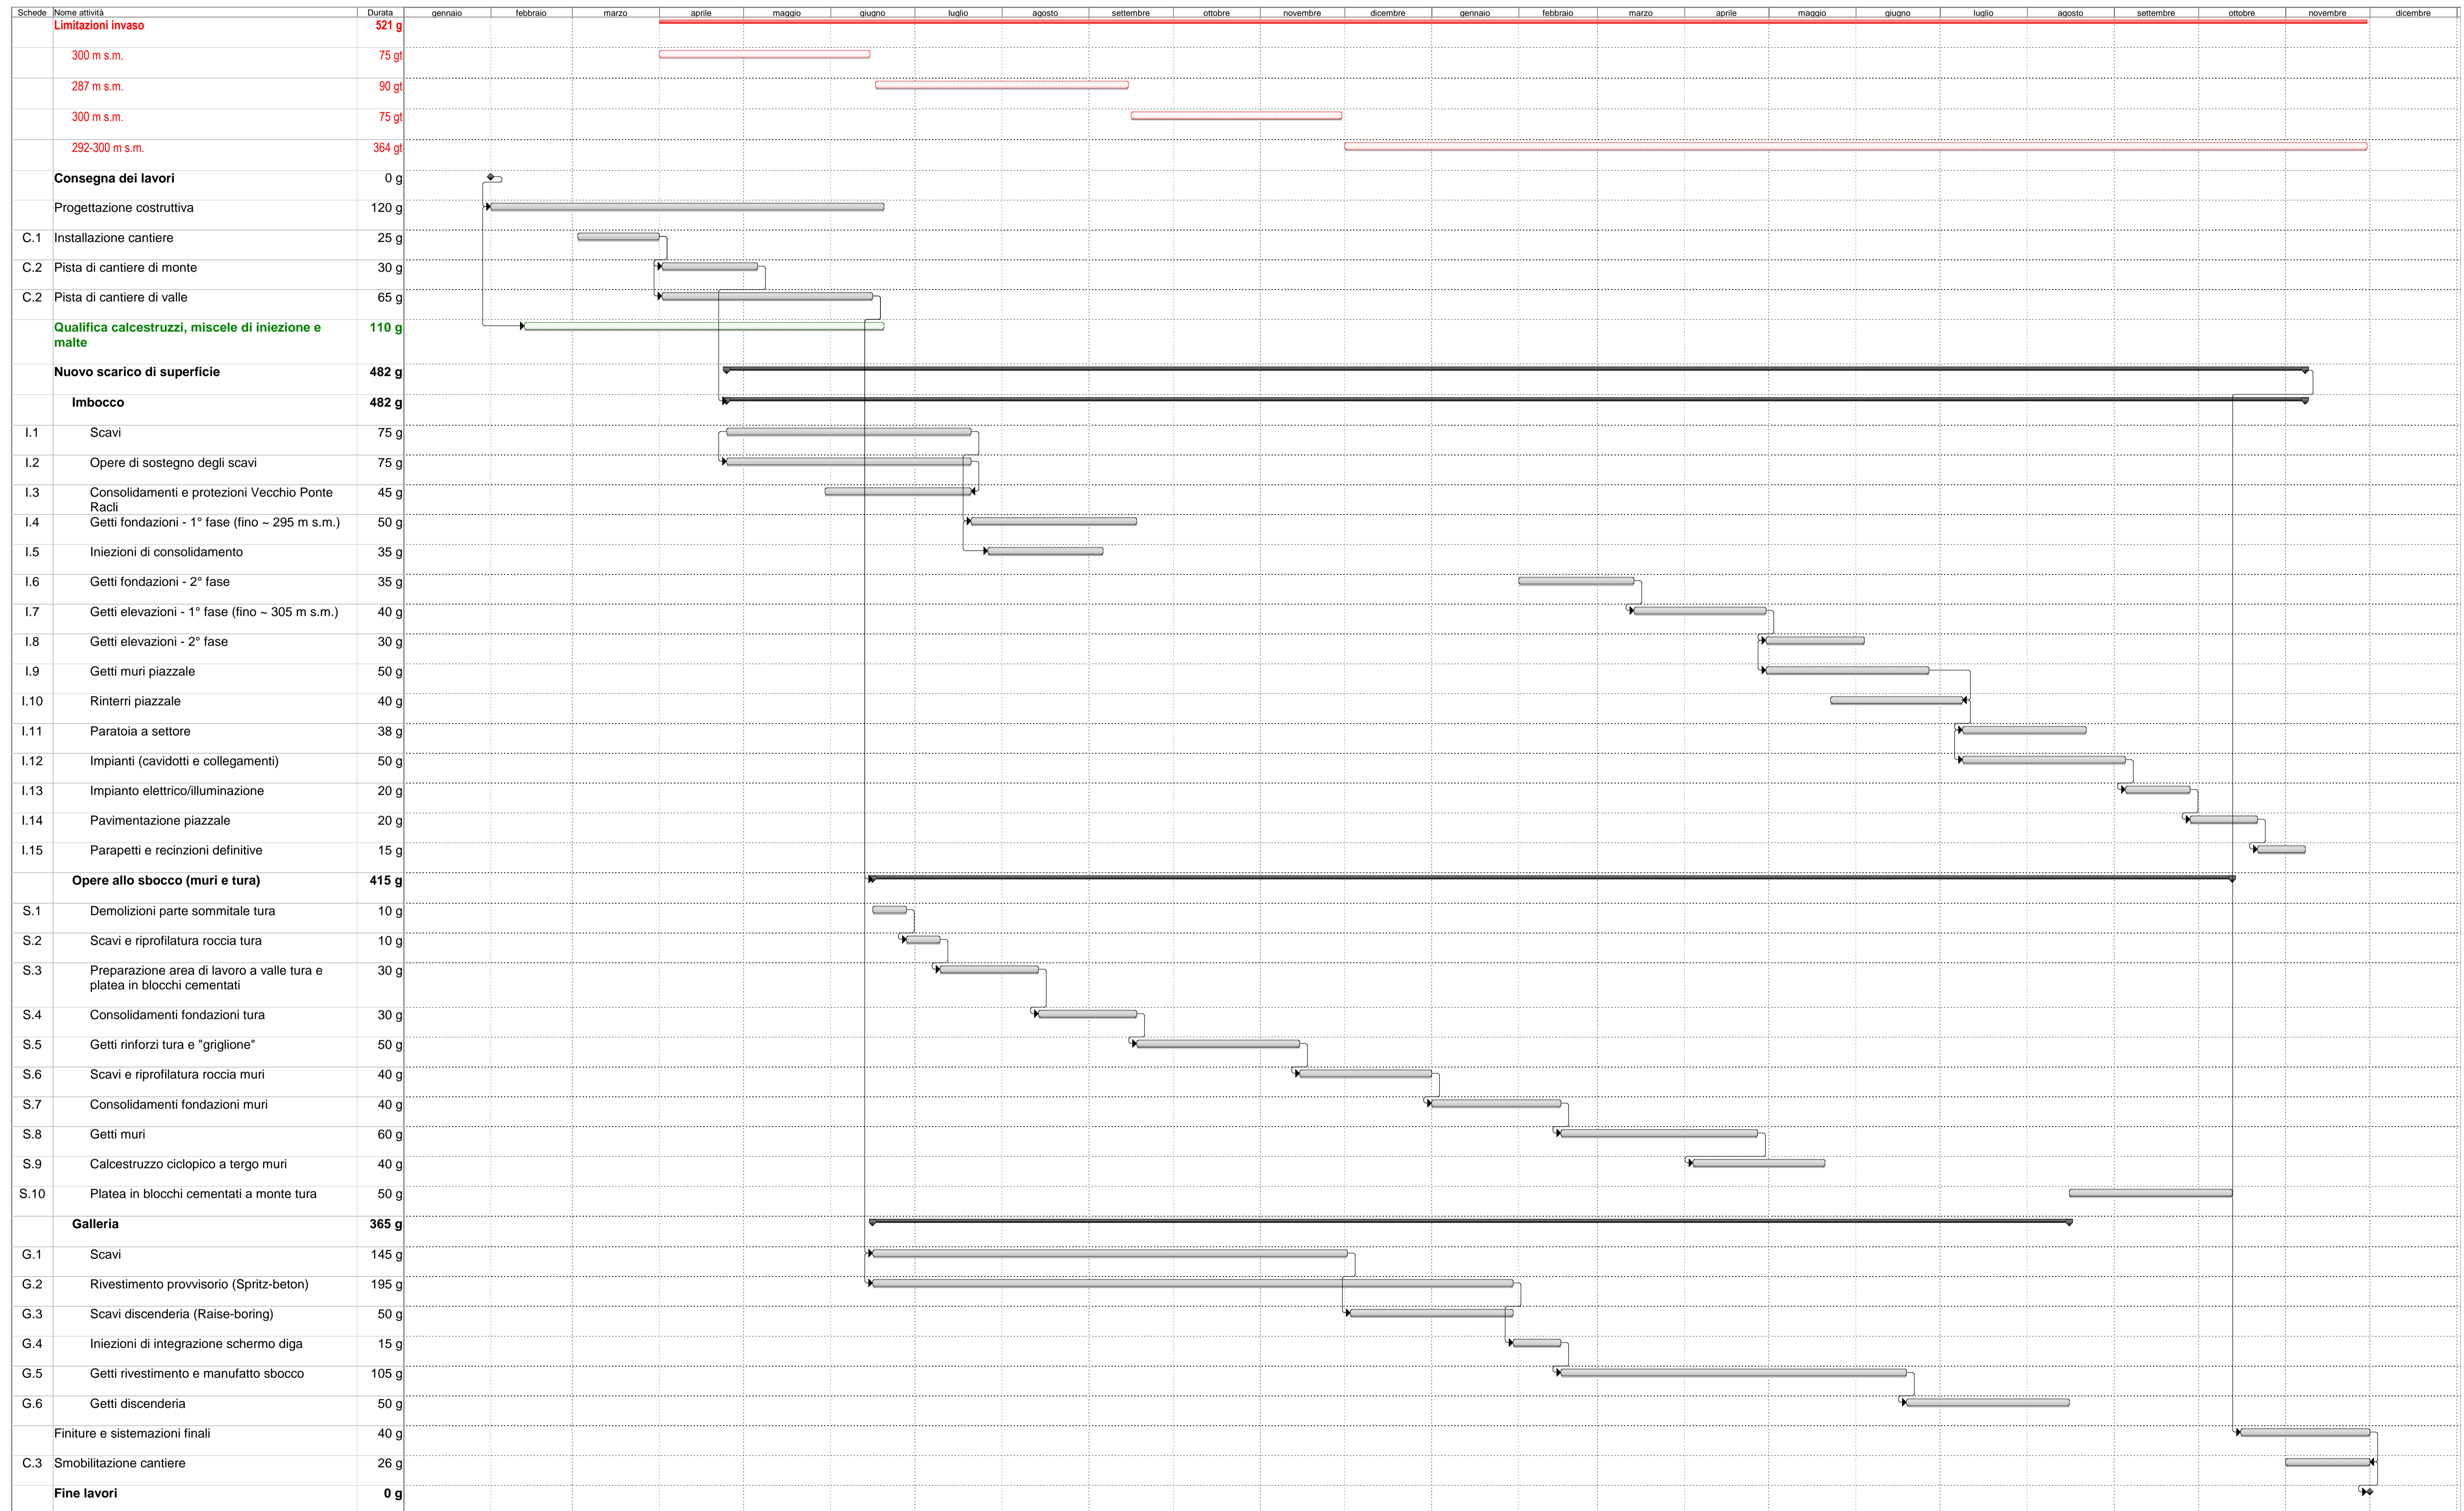 Schede Nome attività Durata gennaio febbraio marzo aprile maggio giugno luglio agosto settembre ottobre novembre dicembre gennaio febbraio marzo aprile maggio giugno luglio agosto settembre ottobre novembre dicembre
Limitazioni invaso 521 g
300 m s.m. 75 gt
287 m s.m. 90 gt
300 m s.m. 75 gt
292-300 m s.m. 364 gt
Consegna dei lavori 0 g
Progettazione costruttiva 120 g
C.1 Installazione cantiere 25 g
C.2 Pista di cantiere di monte 30 g
C.2 Pista di cantiere di valle 65 g
Qualifica calcestruzzi, miscele di iniezione e 110 g
malte
Nuovo scarico di superficie 482 g
Imbocco 482 g
I.1 Scavi 75 g
I.2 Opere di sostegno degli scavi 75 g
I.3 Consolidamenti e protezioni Vecchio Ponte 45 g
Racli
I.4 Getti fondazioni - 1° fase (fino ~ 295 m s.m.) 50 g
I.5 Iniezioni di consolidamento 35 g
I.6 Getti fondazioni - 2° fase 35 g
I.7 Getti elevazioni - 1° fase (fino ~ 305 m s.m.) 40 g
I.8 Getti elevazioni - 2° fase 30 g
I.9 Getti muri piazzale 50 g
I.10 Rinterri piazzale 40 g
I.11 Paratoia a settore 38 g
I.12 Impianti (cavidotti e collegamenti) 50 g
I.13 Impianto elettrico/illuminazione 20 g
I.14 Pavimentazione piazzale 20 g
I.15 Parapetti e recinzioni definitive 15 g
Opere allo sbocco (muri e tura) 415 g
S.1 Demolizioni parte sommitale tura 10 g
S.2 Scavi e riprofilatura roccia tura 10 g
S.3 Preparazione area di lavoro a valle tura e 30 g
platea in blocchi cementati
S.4 Consolidamenti fondazioni tura 30 g
S.5 Getti rinforzi tura e "griglione" 50 g
S.6 Scavi e riprofilatura roccia muri 40 g
S.7 Consolidamenti fondazioni muri 40 g
S.8 Getti muri 60 g
S.9 Calcestruzzo ciclopico a tergo muri 40 g
S.10 Platea in blocchi cementati a monte tura 50 g
Galleria 365 g
G.1 Scavi 145 g
G.2 Rivestimento provvisorio (Spritz-beton) 195 g
G.3 Scavi discenderia (Raise-boring) 50 g
G.4 Iniezioni di integrazione schermo diga 15 g
G.5 Getti rivestimento e manufatto sbocco 105 g
G.6 Getti discenderia 50 g
Finiture e sistemazioni finali 40 g
C.3 Smobilitazione cantiere 26 g
Fine lavori 0 g